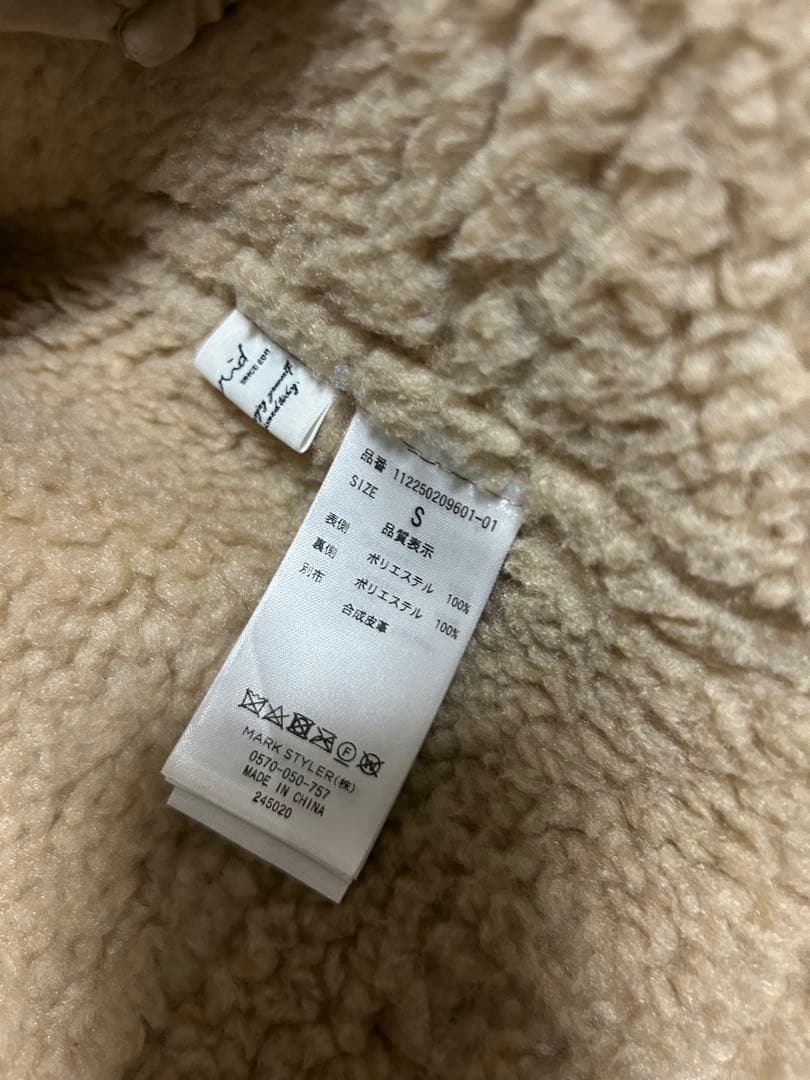 SINCE 2011
品番 112250209601-01
SIZE S
品質表示
表側 ポリエステル 100%
裏側 ポリエステル 100%
別布 合成皮革
F W
MARK STYLER(株)
0570-050-757
MADE IN CHINA
245020